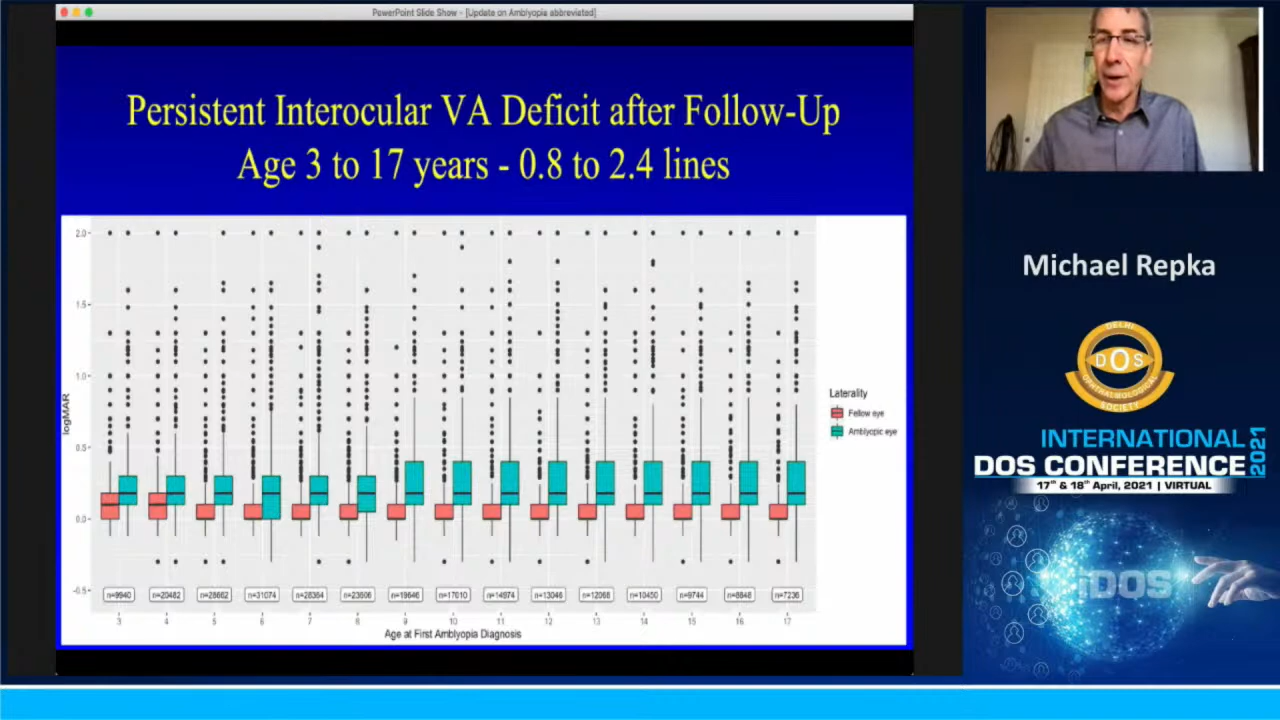 PowerPoint Slide Show - [Update on Amblyopia abbreviated]
Persistent Interocular VA Deficit after Follow-Up
Age 3 to 17 years - 0.8 to 2.4 lines
2.0
1.5
1.0
0.5
0.0
-0.5
logMAR
n=9940 n=20482 n=28662 n=31074 n=28364 n=23906 n=19646 n=17010 n=14974 n=13046 n=12068 n=10450 n=9744 n=8848 n=7236
3 4 5 6 7 8 9 10 11 12 13 14 15 16 17
Age at First Amblyopia Diagnosis
Laterality
Fellow eye
Amblyopic eye
Michael Repka
DELHI
DOS
OPHTHALMOLOGICAL
SOCIETY
INTERNATIONAL
DOS CONFERENCE
2021
17th & 18th April, 2021 | VIRTUAL
iDOS